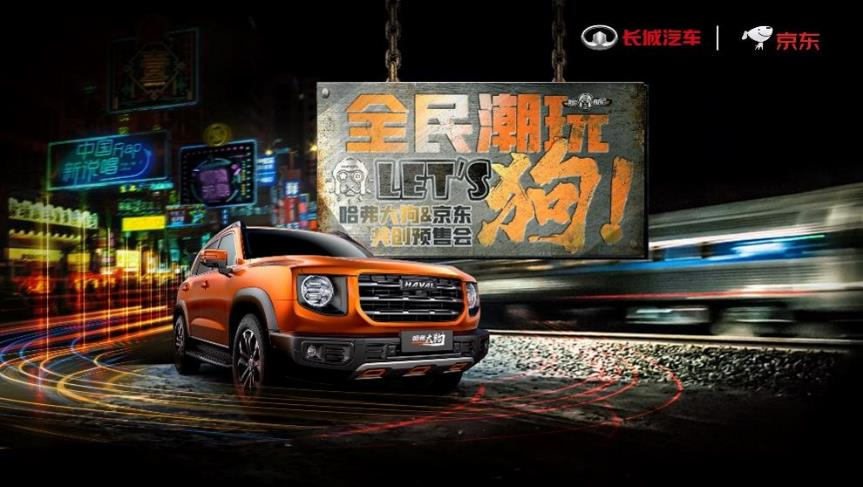 长城汽车 | 京东
全民潮玩
LET'S 狗!
哈弗大狗&京东
共创预售会
中国Rap
新说唱
HAVAL
哈弗大狗